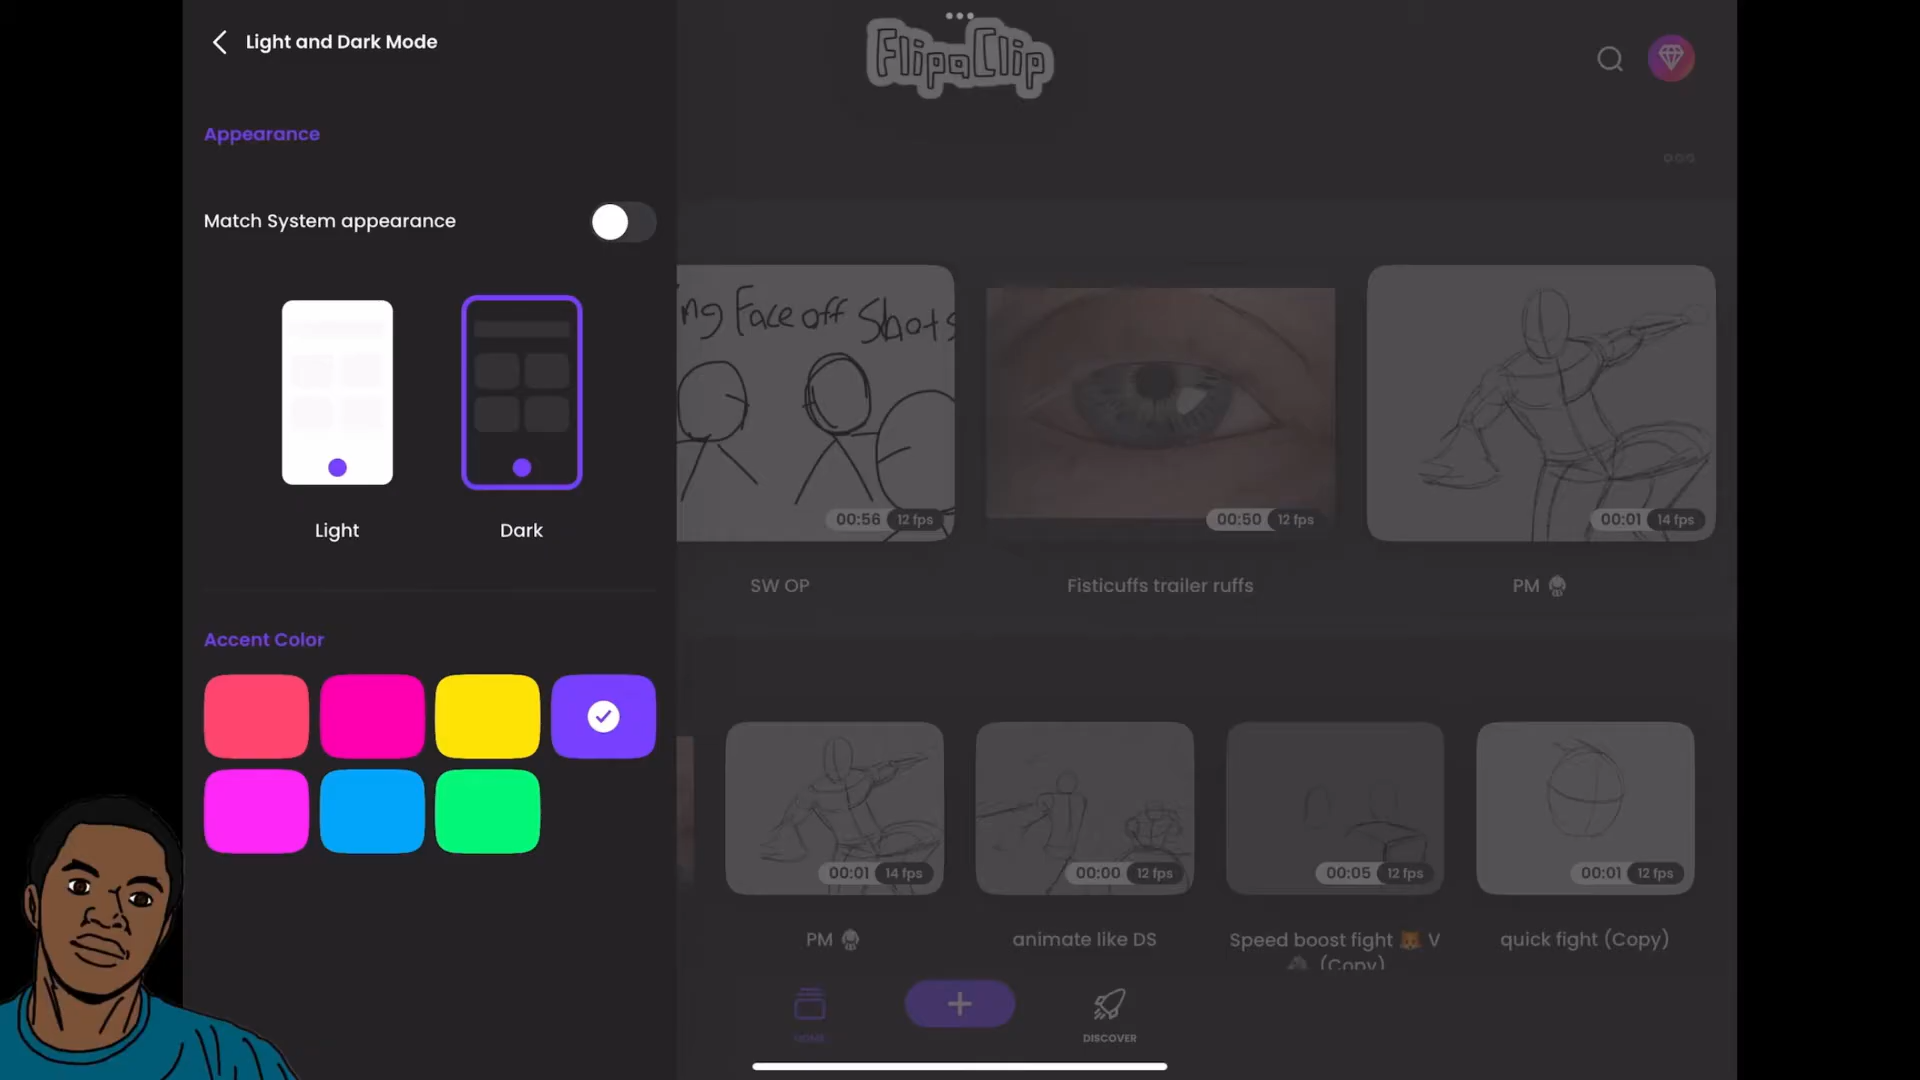 Light and Dark Mode
FlipaClip
Appearance
Match System appearance
Light
Dark
Accent Color
ng Face off Shots
00:56 12 fps
00:50 12 fps
00:01 14 fps
SW OP
Fisticuffs trailer ruffs
PM
00:01 14 fps
00:00 12 fps
00:05 12 fps
00:01 12 fps
PM
animate like DS
Speed boost fight 🐯 V
(Copy)
quick fight (Copy)
HOME
DISCOVER